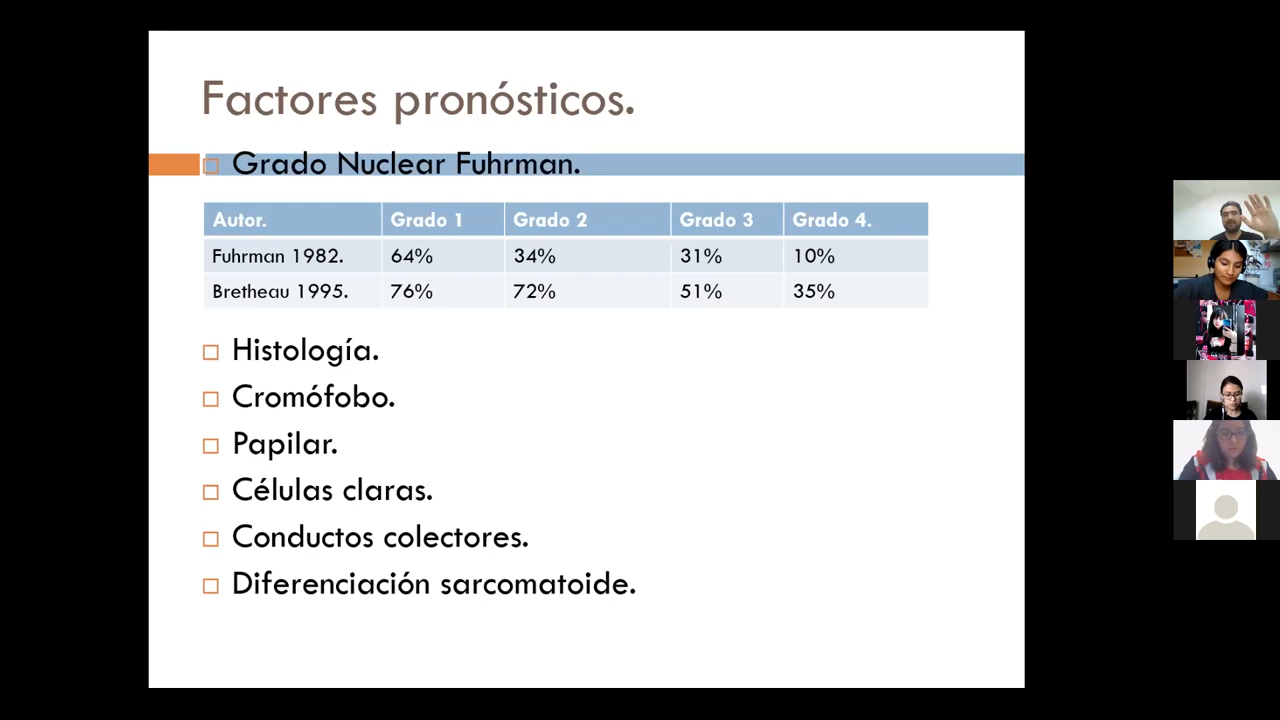 Factores pronósticos.
Grado Nuclear Fuhrman.
Autor. Grado 1 Grado 2 Grado 3 Grado 4.
Fuhrman 1982. 64% 34% 31% 10%
Bretheau 1995. 76% 72% 51% 35%
Histología.
Cromófobo.
Papilar.
Células claras.
Conductos colectores.
Diferenciación sarcomatoide.